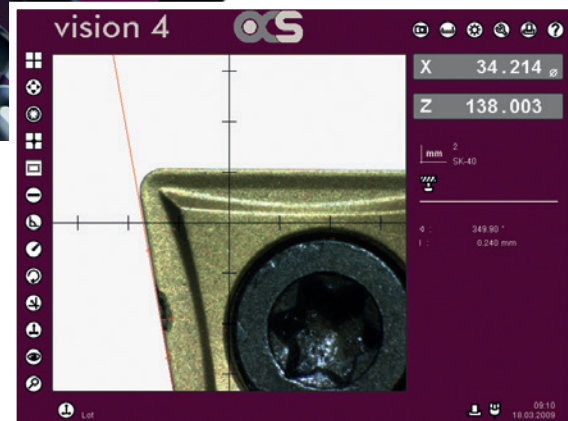 vision 4
OCS
X 34.214 ø
Z 138.003
mm 2
SK-40
∢ : 349.90 °
l : 0.240 mm
Lot
09:10
18.03.2009